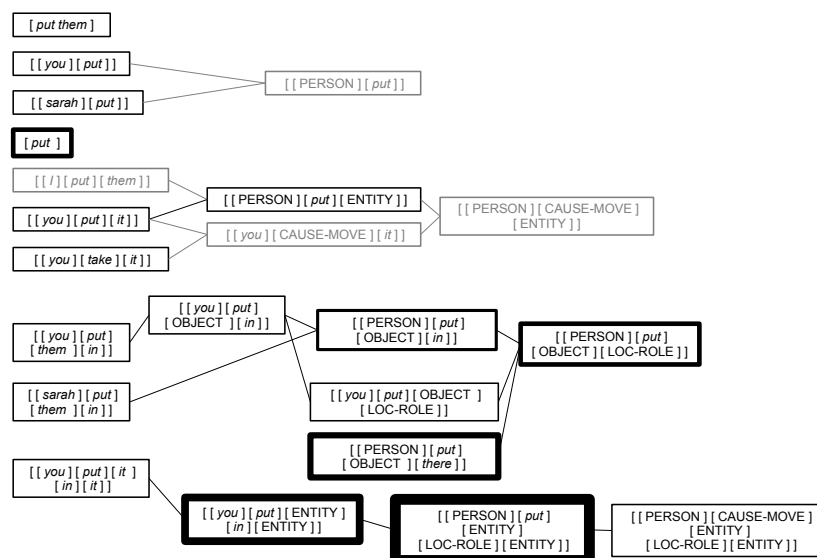 [ put them ]
[ [ you ] [ put ] ]
[ [ PERSON ] [ put ] ]
[ [ sarah ] [ put ] ]
[ put ]
[ [ I ] [ put ] [ them ] ]
[ [ PERSON ] [ put ] [ ENTITY ] ]
[ [ you ] [ put ] [ it ] ]
[ [ PERSON ] [ CAUSE-MOVE ]
[ ENTITY ] ]
[ [ you ] [ CAUSE-MOVE ] [ it ] ]
[ [ you ] [ take ] [ it ] ]
[ [ you ] [ put ]
[ OBJECT ] [ in ] ]
[ [ you ] [ put ]
[ them ] [ in ] ]
[ [ PERSON ] [ put ]
[ OBJECT ] [ in ] ]
[ [ PERSON ] [ put ]
[ OBJECT ] [ LOC-ROLE ] ]
[ [ sarah ] [ put ]
[ them ] [ in ] ]
[ [ you ] [ put ] [ OBJECT ]
[ LOC-ROLE ] ]
[ [ PERSON ] [ put ]
[ OBJECT ] [ there ] ]
[ [ you ] [ put ] [ it ]
[ in ] [ it ] ]
[ [ you ] [ put ] [ ENTITY ]
[ in ] [ ENTITY ] ]
[ [ PERSON ] [ put ]
[ ENTITY ]
[ LOC-ROLE ] [ ENTITY ] ]
[ [ PERSON ] [ CAUSE-MOVE ]
[ ENTITY ]
[ LOC-ROLE ] [ ENTITY ] ]